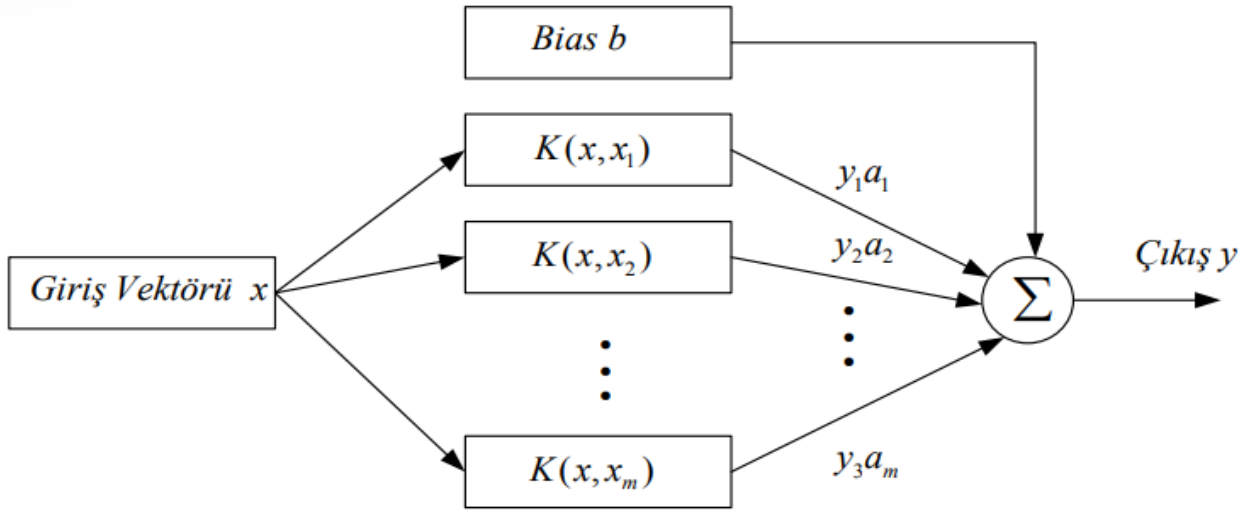 Bias b
K(x, x₁)
y₁a₁
K(x, x₂)
y₂a₂
Giriş Vektörü x
Σ
Çıkış y
K(x, xₘ)
y₃aₘ